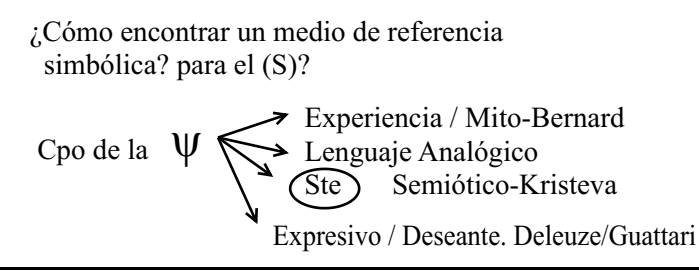 ¿Cómo encontrar un medio de referencia
simbólica? para el (S)?
Experiencia / Mito-Bernard
Cpo de la ψ
Lenguaje Analógico
Ste Semiótico-Kristeva
Expresivo / Deseante. Deleuze/Guattari